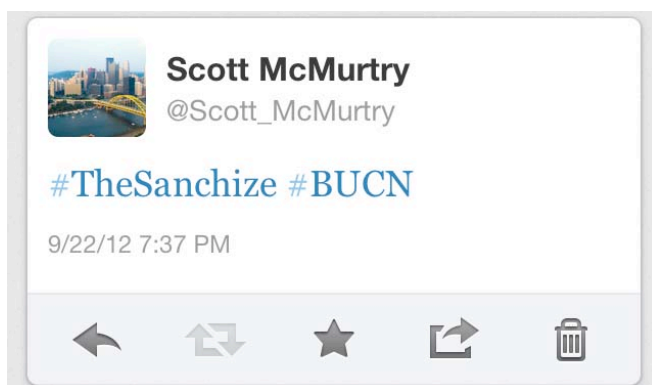 Scott McMurtry
@Scott_McMurtry
#TheSanchize #BUCN
9/22/12 7:37 PM